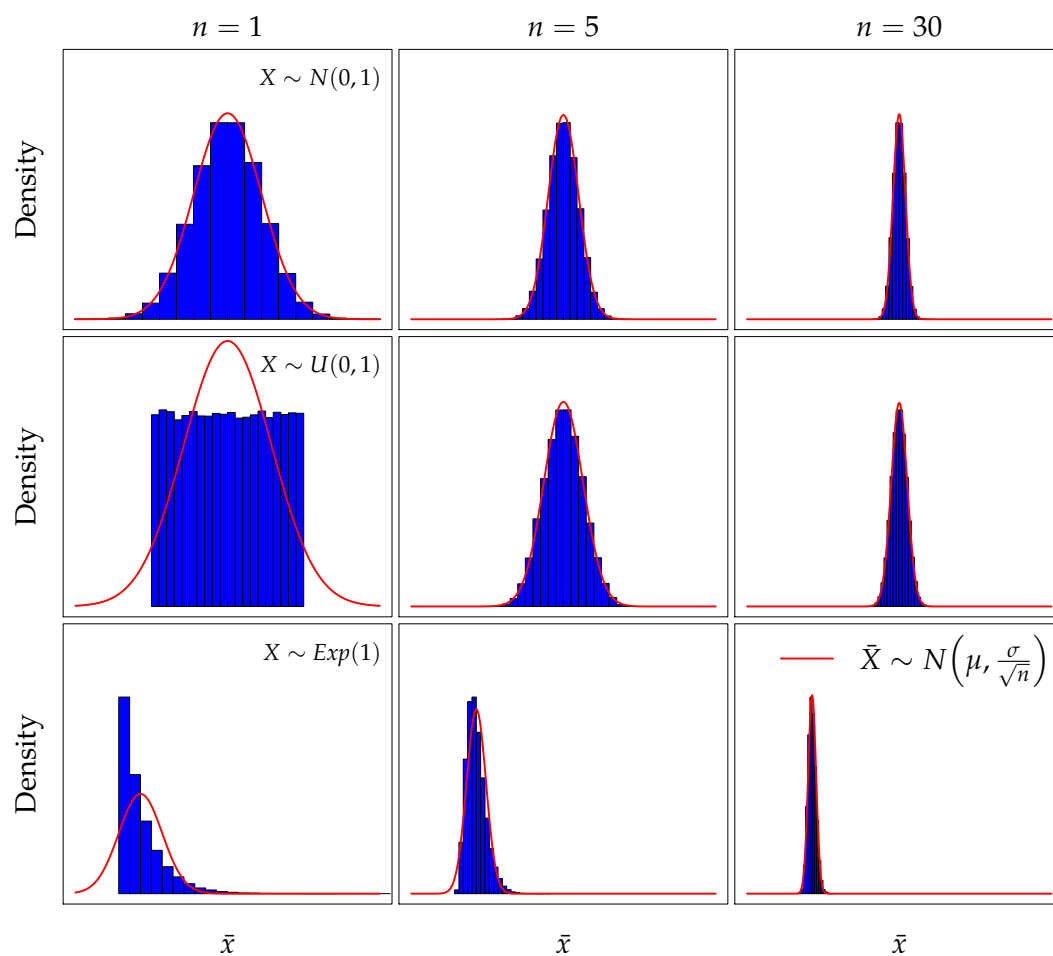 n = 1 n = 5 n = 30
X ∼ N(0, 1)
Density
X ∼ U(0, 1)
Density
X ∼ Exp(1)
X̄ ∼ N(μ, σ/√n)
Density
x̄ x̄ x̄